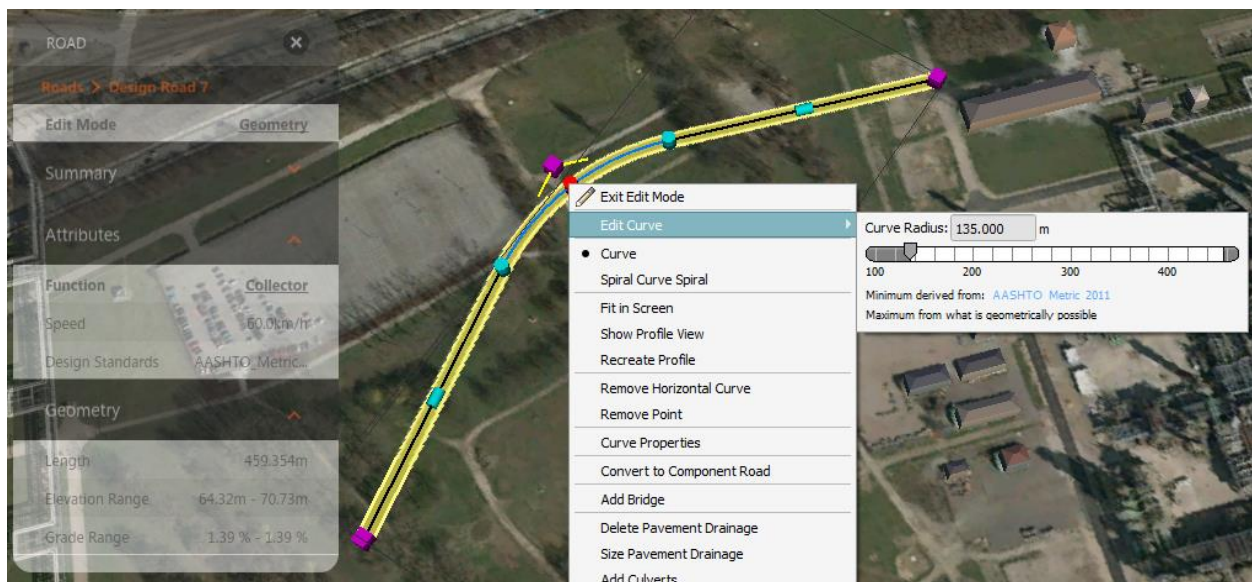 ROAD
Roads > Design Road 7
Edit Mode Geometry
Summary
Attributes
Function Collector
Speed 60.0km/h
Design Standards AASHTO_Metric...
Geometry
Length 459.354m
Elevation Range 64.32m - 70.73m
Grade Range 1.39 % - 1.39 %
Exit Edit Mode
Edit Curve
Curve
Spiral Curve Spiral
Fit in Screen
Show Profile View
Recreate Profile
Remove Horizontal Curve
Remove Point
Curve Properties
Convert to Component Road
Add Bridge
Delete Pavement Drainage
Size Pavement Drainage
Add Culverts
Curve Radius: 135.000 m
100 200 300 400
Minimum derived from: AASHTO Metric 2011
Maximum from what is geometrically possible